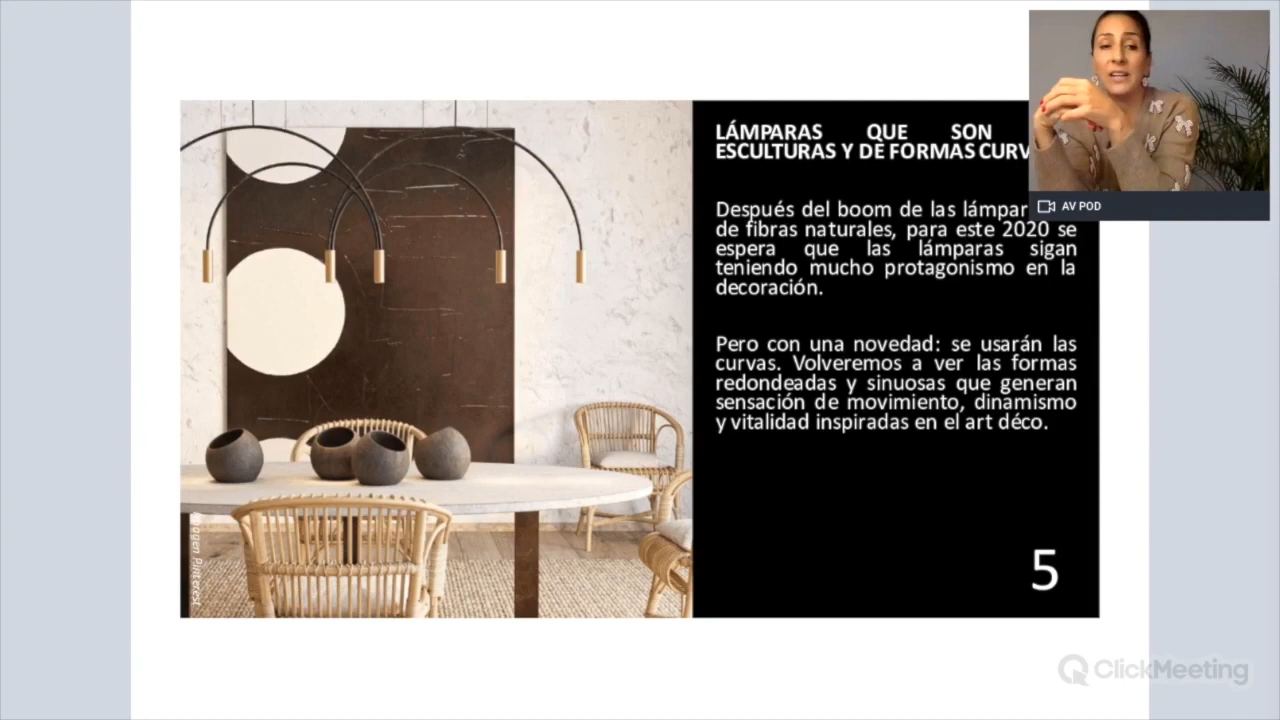 LÁMPARAS QUE SON
ESCULTURAS Y DE FORMAS
Después del boom de las
de fibras naturales, para este 2020 se
espera que las lámparas sigan
teniendo mucho protagonismo en la
decoración.
Pero con una novedad: se usarán las
curvas. Volveremos a ver las formas
redondeadas y sinuosas que generan
sensación de movimiento, dinamismo
y vitalidad inspiradas en el art déco.
5
Imagen Pinterest
AV POD
ClickMeeting